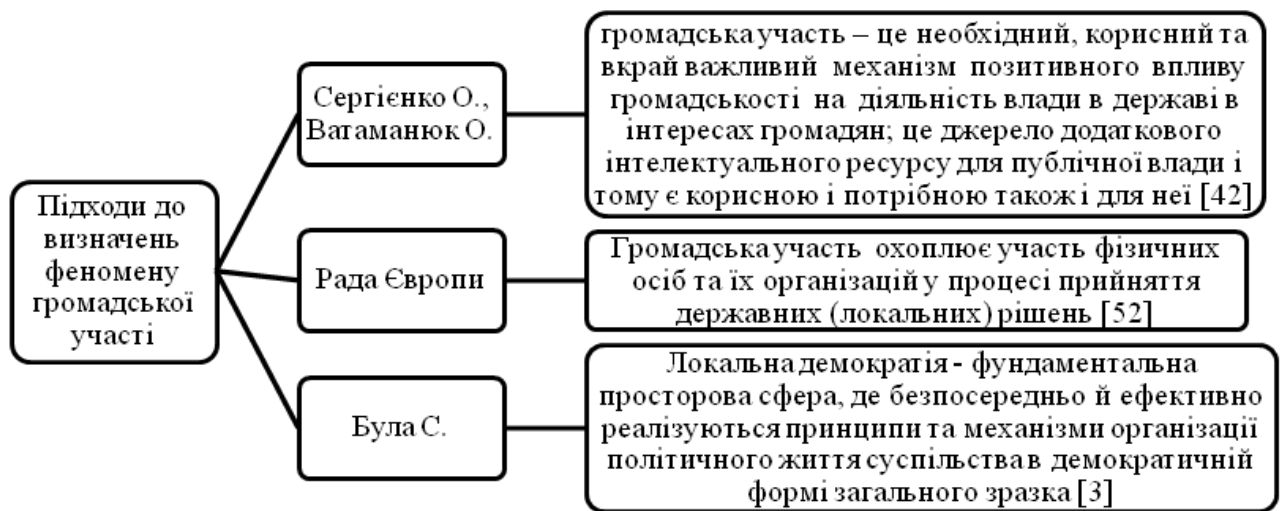 Підходи до
визначень
феномену
громадської
участі
Сергієнко О.,
Ватаманюк О.
громадська участь – це необхідний, корисний та
вкрай важливий механізм позитивного впливу
громадськості на діяльність влади в державі в
інтересах громадян; це джерело додаткового
інтелектуального ресурсу для публічної влади і
тому є корисною і потрібною також і для неї [42]
Рада Європи
Громадська участь охоплює участь фізичних
осіб та їх організацій у процесі прийняття
державних (локальних) рішень [52]
Була С.
Локальна демократія - фундаментальна
просторова сфера, де безпосередньо й ефективно
реалізуються принципи та механізми організації
політичного життя суспільства в демократичній
формі загального зразка [3]